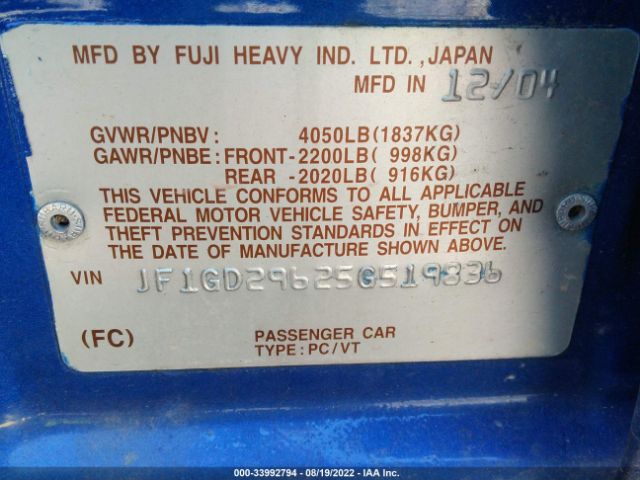 MFD BY FUJI HEAVY IND. LTD., JAPAN
MFD IN 12/04
GVWR/PNBV: 4050LB(1837KG)
GAWR/PNBE: FRONT-2200LB( 998KG)
REAR -2020LB( 916KG)
THIS VEHICLE CONFORMS TO ALL APPLICABLE
FEDERAL MOTOR VEHICLE SAFETY, BUMPER, AND
THEFT PREVENTION STANDARDS IN EFFECT ON
THE DATE OF MANUFACTURE SHOWN ABOVE.
VIN JF1GD29625G519836
(FC) PASSENGER CAR
TYPE: PC/VT
000-33992794 - 08/19/2022 - IAA Inc.